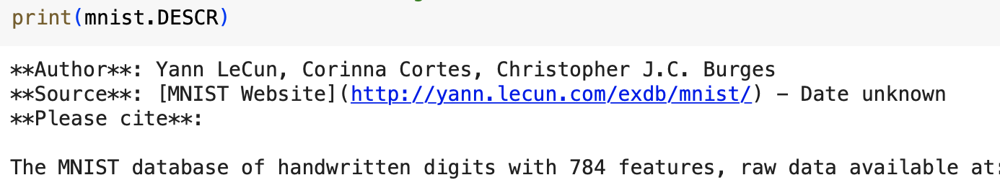 print(mnist.DESCR)
**Author**: Yann LeCun, Corinna Cortes, Christopher J.C. Burges
**Source**: [MNIST Website](http://yann.lecun.com/exdb/mnist/) - Date unknown
**Please cite**:
The MNIST database of handwritten digits with 784 features, raw data available at: